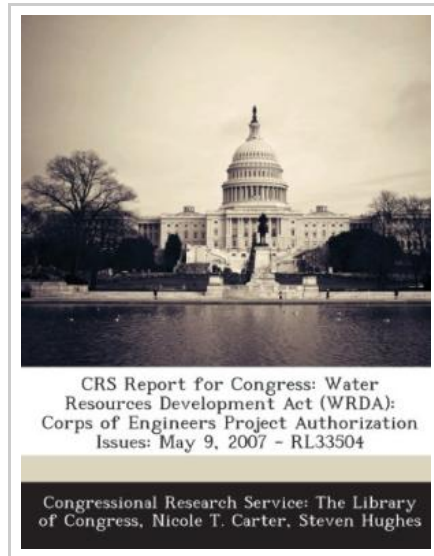 CRS Report for Congress: Water
Resources Development Act (WRDA):
Corps of Engineers Project Authorization
Issues: May 9, 2007 - RL33504
Congressional Research Service: The Library
of Congress, Nicole T. Carter, Steven Hughes